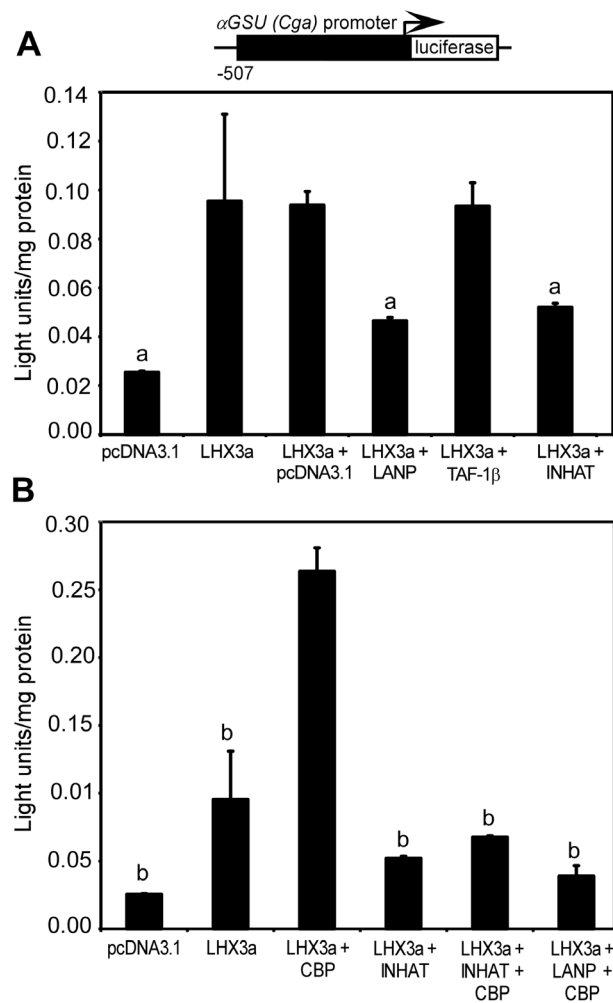 αGSU (Cga) promoter
A
luciferase
-507
Light units/mg protein
0.14
0.12
0.10
0.08
0.06
0.04
0.02
0.00
a
a
a
pcDNA3.1 LHX3a LHX3a + LHX3a + LHX3a + LHX3a +
pcDNA3.1 LANP TAF-1β INHAT
B
Light units/mg protein
0.30
0.25
0.20
0.15
0.01
0.05
0.00
b
b
b
b
b
pcDNA3.1 LHX3a LHX3a + LHX3a + LHX3a + LHX3a +
CBP INHAT INHAT + LANP +
CBP CBP